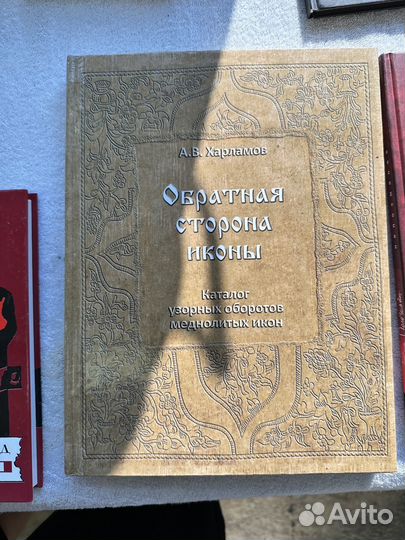 А.В. Харламов
Обратная
сторона
иконы
Каталог
узорных оборотов
меднолитых икон
Avito